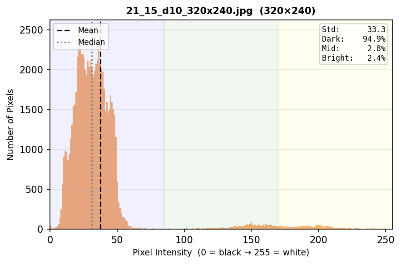 21_15_d10_320x240.jpg  (320×240)
Mean
Median
Std: 33.3
Dark: 94.9%
Mid: 2.8%
Bright: 2.4%
Number of Pixels
2500
2000
1500
1000
500
0
0 50 100 150 200 250
Pixel Intensity  (0 = black → 255 = white)